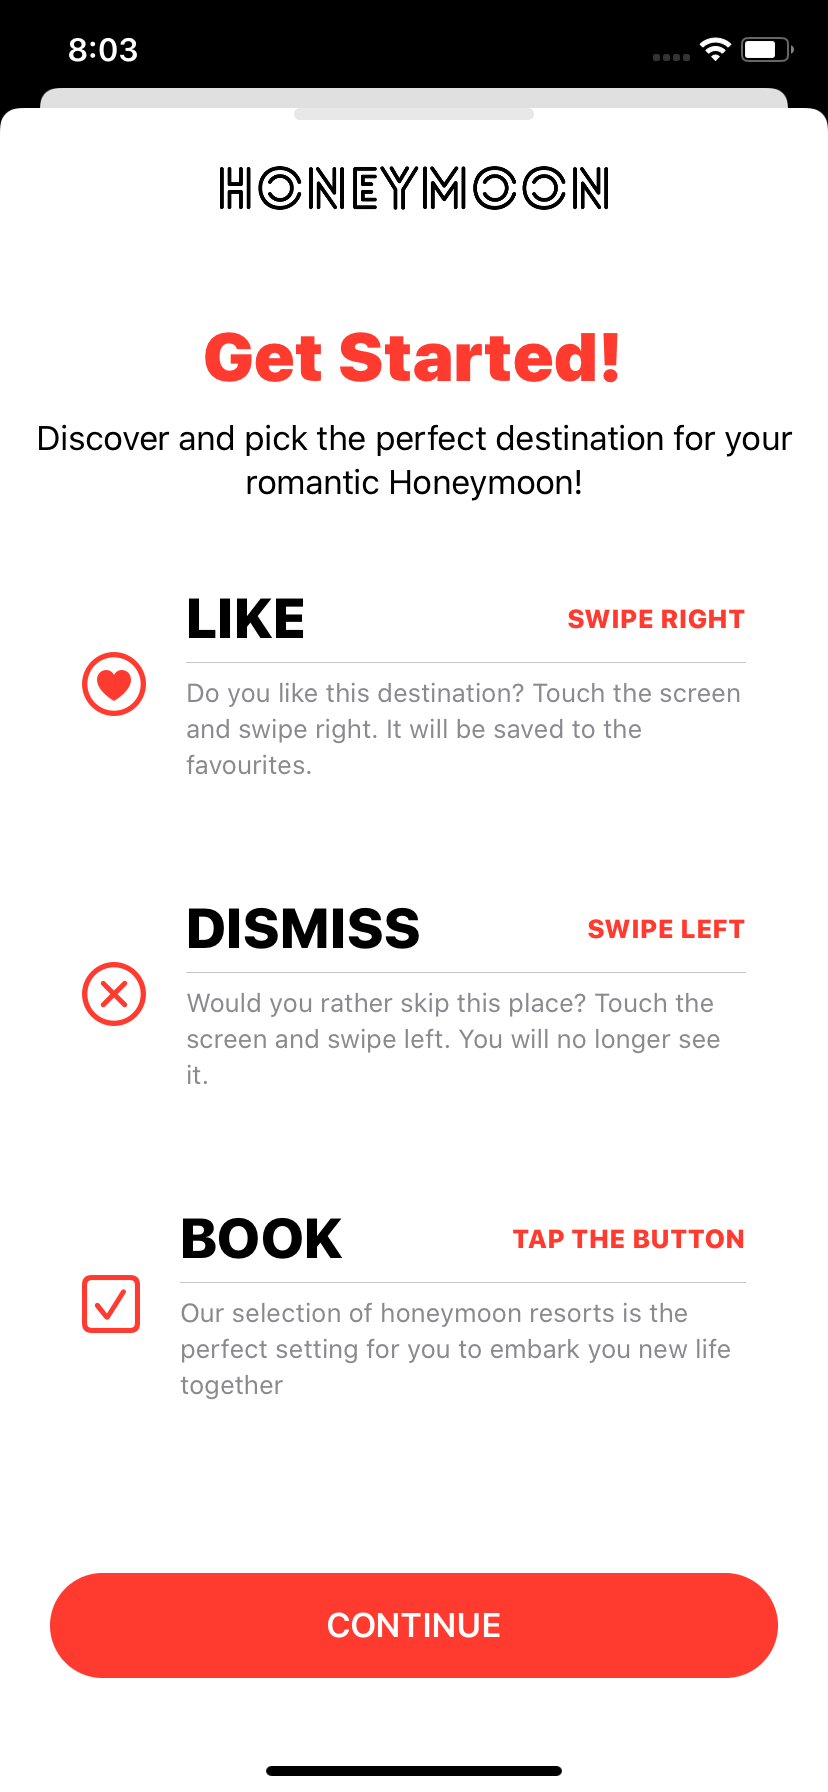 8:03
HONEYMOON
Get Started!
Discover and pick the perfect destination for your
romantic Honeymoon!
LIKE
SWIPE RIGHT
Do you like this destination? Touch the screen
and swipe right. It will be saved to the
favourites.
DISMISS
SWIPE LEFT
Would you rather skip this place? Touch the
screen and swipe left. You will no longer see
it.
BOOK
TAP THE BUTTON
Our selection of honeymoon resorts is the
perfect setting for you to embark you new life
together
CONTINUE